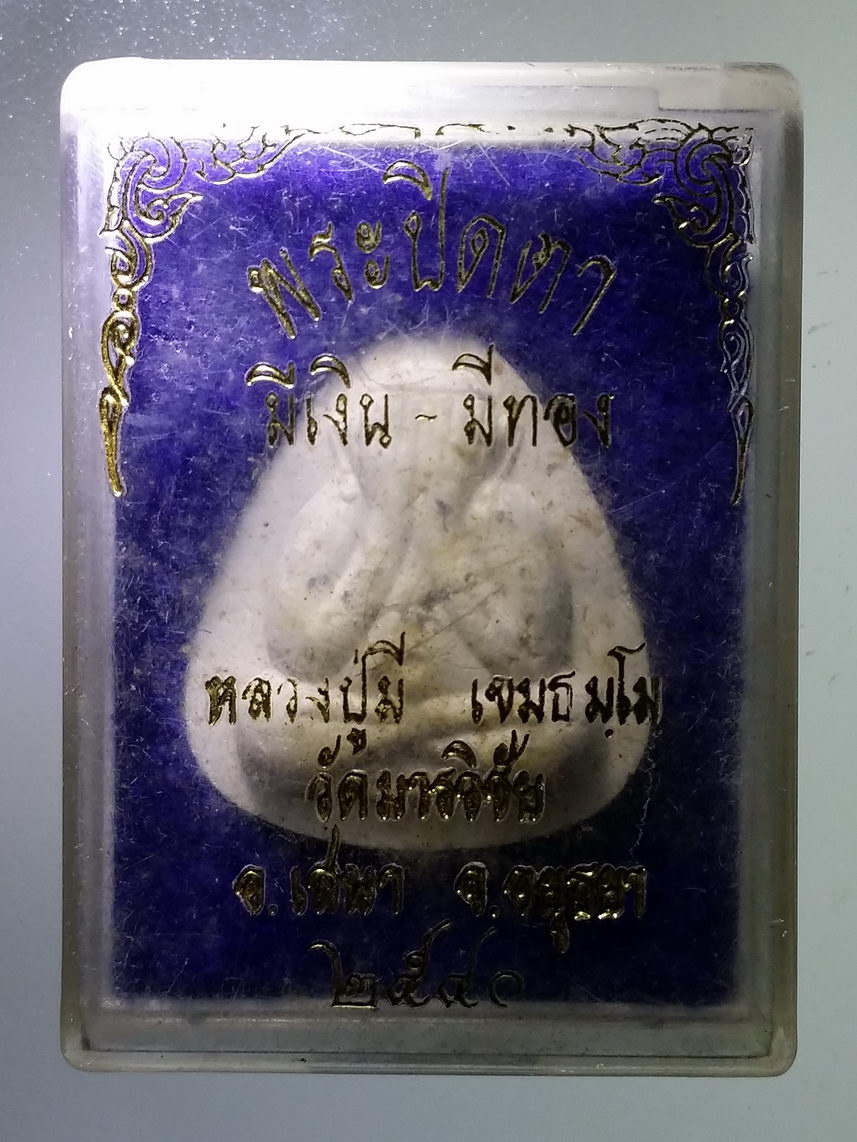 พระปิดตา
มีเงิน - มีทอง
หลวงปู่มี เขมธมฺโม
วัดมารวิชัย
อ.เสนา จ.อยุธยา
๒๕๔๐